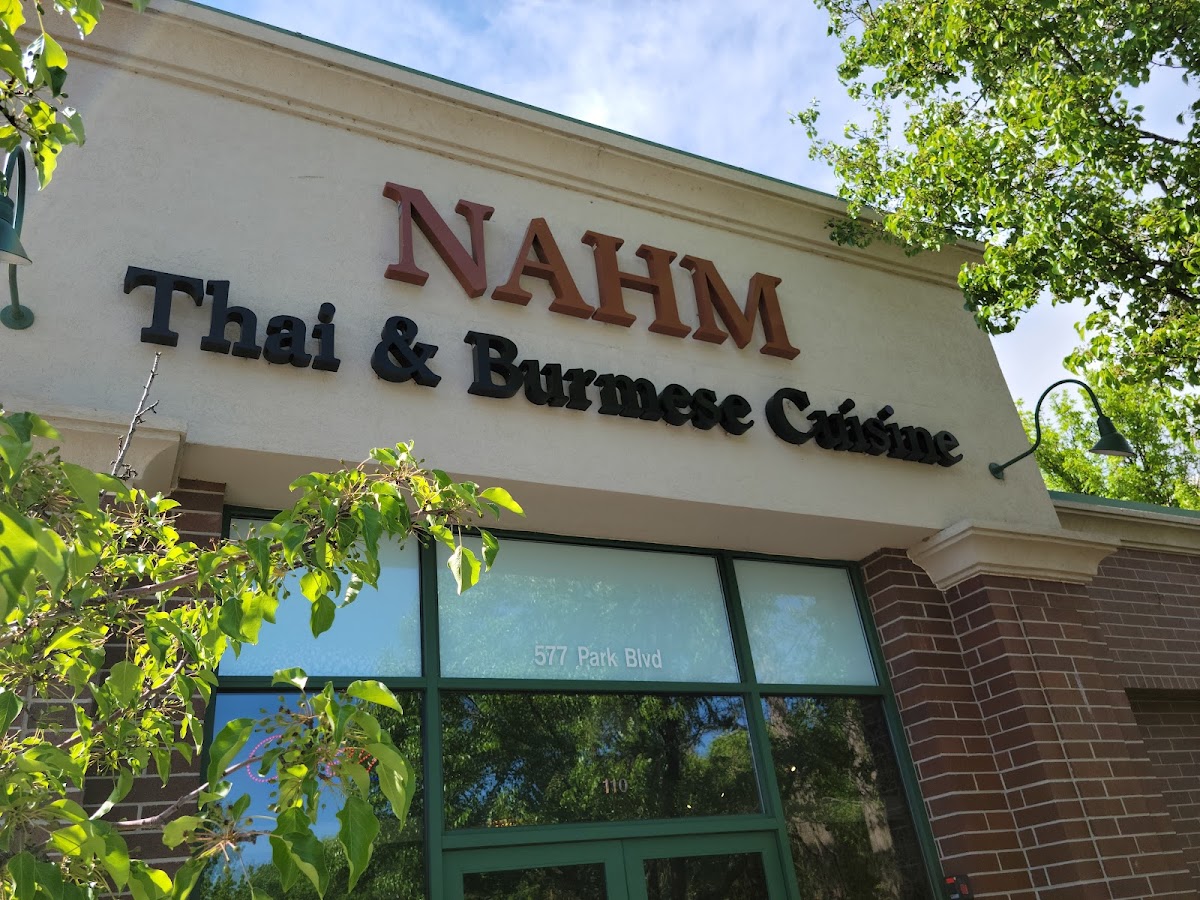 NAHM
Thai & Burmese Cuisine
577 Park Blvd
110